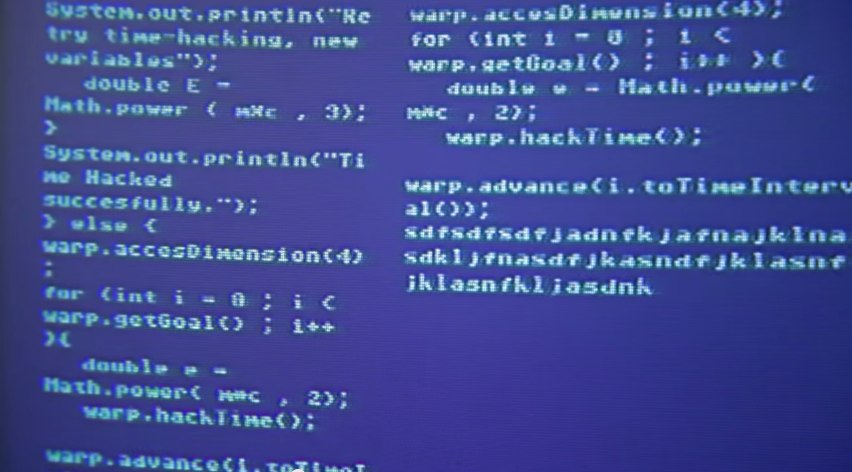 System.out.println("Re
try time-hacking, new
variables");
double E =
Math.power ( m*c , 3);
}
System.out.println("Ti
me Hacked
succesfully.");
} else {
warp.accesDimension(4)
;
for (int i = 0 ; i <
warp.getGoal() ; i++
){
double e =
Math.power( m*c , 2);
warp.hackTime();
warp.advance(i.toTimeI
warp.accesDimension(4);
for (int i = 0 ; i <
warp.getGoal() ; i++ ){
double e = Math.power(
m*c , 2);
warp.hackTime();
warp.advance(i.toTimeInterv
al());
sdfsdfsdfjadnfkjafnajklna
sdkljfnasdfjkasndfjklasnf
jklasnfkljasdnk